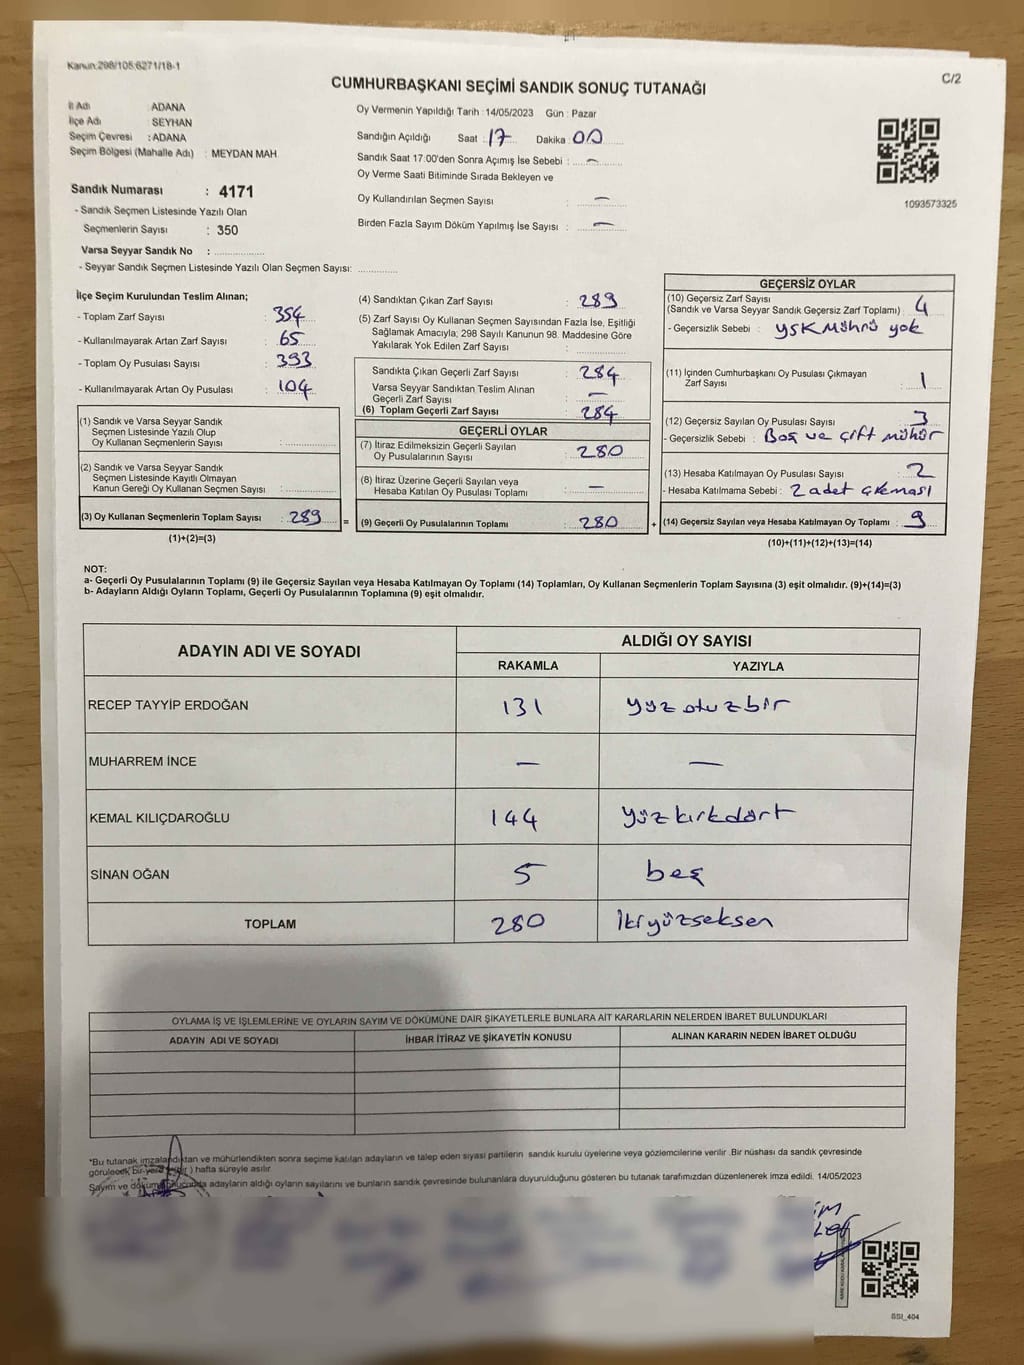 Kanun:298/105;6271/18-1
C/2
CUMHURBAŞKANI SEÇİMİ SANDIK SONUÇ TUTANAĞI
İl Adı ADANA
İlçe Adı : SEYHAN
Seçim Çevresi : ADANA
Seçim Bölgesi (Mahalle Adı) : MEYDAN MAH
Sandık Numarası : 4171
- Sandık Seçmen Listesinde Yazılı Olan
Seçmenlerin Sayısı : 350
Varsa Seyyar Sandık No :
- Seyyar Sandık Seçmen Listesinde Yazılı Olan Seçmen Sayısı:
Oy Vermenin Yapıldığı Tarih : 14/05/2023 Gün : Pazar
Sandığın Açıldığı Saat : 17 Dakika : 00
Sandık Saat 17:00'den Sonra Açımış İse Sebebi : —
Oy Verme Saati Bitiminde Sırada Bekleyen ve
Oy Kullandırılan Seçmen Sayısı : —
Birden Fazla Sayım Döküm Yapılmış İse Sayısı : —
1093573325
İlçe Seçim Kurulundan Teslim Alınan;
- Toplam Zarf Sayısı : 354
- Kullanılmayarak Artan Zarf Sayısı : 65
- Toplam Oy Pusulası Sayısı : 393
- Kullanılmayarak Artan Oy Pusulası : 104
(1) Sandık ve Varsa Seyyar Sandık
Seçmen Listesinde Yazılı Olup
Oy Kullanan Seçmenlerin Sayısı :
(2) Sandık ve Varsa Seyyar Sandık
Seçmen Listesinde Kayıtlı Olmayan
Kanun Gereği Oy Kullanan Seçmen Sayısı :
(3) Oy Kullanan Seçmenlerin Toplam Sayısı : 289
(1)+(2)=(3)
(4) Sandıktan Çıkan Zarf Sayısı : 289
(5) Zarf Sayısı Oy Kullanan Seçmen Sayısından Fazla İse, Eşitliği
Sağlamak Amacıyla; 298 Sayılı Kanunun 98. Maddesine Göre
Yakılarak Yok Edilen Zarf Sayısı :
Sandıkta Çıkan Geçerli Zarf Sayısı : 284
Varsa Seyyar Sandıktan Teslim Alınan
Geçerli Zarf Sayısı : —
(6) Toplam Geçerli Zarf Sayısı : 284
GEÇERLİ OYLAR
(7) İtiraz Edilmeksizin Geçerli Sayılan
Oy Pusulalarının Sayısı : 280
(8) İtiraz Üzerine Geçerli Sayılan veya
Hesaba Katılan Oy Pusulası Toplamı : —
= (9) Geçerli Oy Pusulalarının Toplamı : 280
GEÇERSİZ OYLAR
(10) Geçersiz Zarf Sayısı
(Sandık ve Varsa Seyyar Sandık Geçersiz Zarf Toplamı) : 4
- Geçersizlik Sebebi : YSK Mührü yok
(11) İçinden Cumhurbaşkanı Oy Pusulası Çıkmayan
Zarf Sayısı : 1
(12) Geçersiz Sayılan Oy Pusulası Sayısı : 3
- Geçersizlik Sebebi : Boş ve çift mühür
(13) Hesaba Katılmayan Oy Pusulası Sayısı : 2
- Hesaba Katılmama Sebebi : 2 adet çıkması
+ (14) Geçersiz Sayılan veya Hesaba Katılmayan Oy Toplamı : 9
(10)+(11)+(12)+(13)=(14)
NOT:
a- Geçerli Oy Pusulalarının Toplamı (9) ile Geçersiz Sayılan veya Hesaba Katılmayan Oy Toplamı (14) Toplamları, Oy Kullanan Seçmenlerin Toplam Sayısına (3) eşit olmalıdır. (9)+(14)=(3)
b- Adayların Aldığı Oyların Toplamı, Geçerli Oy Pusulalarının Toplamına (9) eşit olmalıdır.
ADAYIN ADI VE SOYADI ALDIĞI OY SAYISI
RAKAMLA YAZIYLA
RECEP TAYYİP ERDOĞAN 131 yüz otuzbir
MUHARREM İNCE — —
KEMAL KILIÇDAROĞLU 144 yüzkırkdört
SİNAN OĞAN 5 beş
TOPLAM 280 ikiyüzseksen
OYLAMA İŞ VE İŞLEMLERİNE VE OYLARIN SAYIM VE DÖKÜMÜNE DAİR ŞİKAYETLERLE BUNLARA AİT KARARLARIN NELERDEN İBARET BULUNDUKLARI
ADAYIN ADI VE SOYADI İHBAR İTİRAZ VE ŞİKAYETİN KONUSU ALINAN KARARIN NEDEN İBARET OLDUĞU
*Bu tutanak imzalandıktan ve mühürlendikten sonra seçime katılan adayların ve talep eden siyasi partilerin sandık kurulu üyelerine veya gözlemcilerine verilir .Bir nüshası da sandık çevresinde
görülecek bir yere (bir) hafta süreyle asılır.
Sayım ve döküm sonucunda adayların aldığı oyların sayılarını ve bunların sandık çevresinde bulunanlara duyurulduğunu gösteren bu tutanak tarafımızdan düzenlenerek imza edildi. 14/05/2023